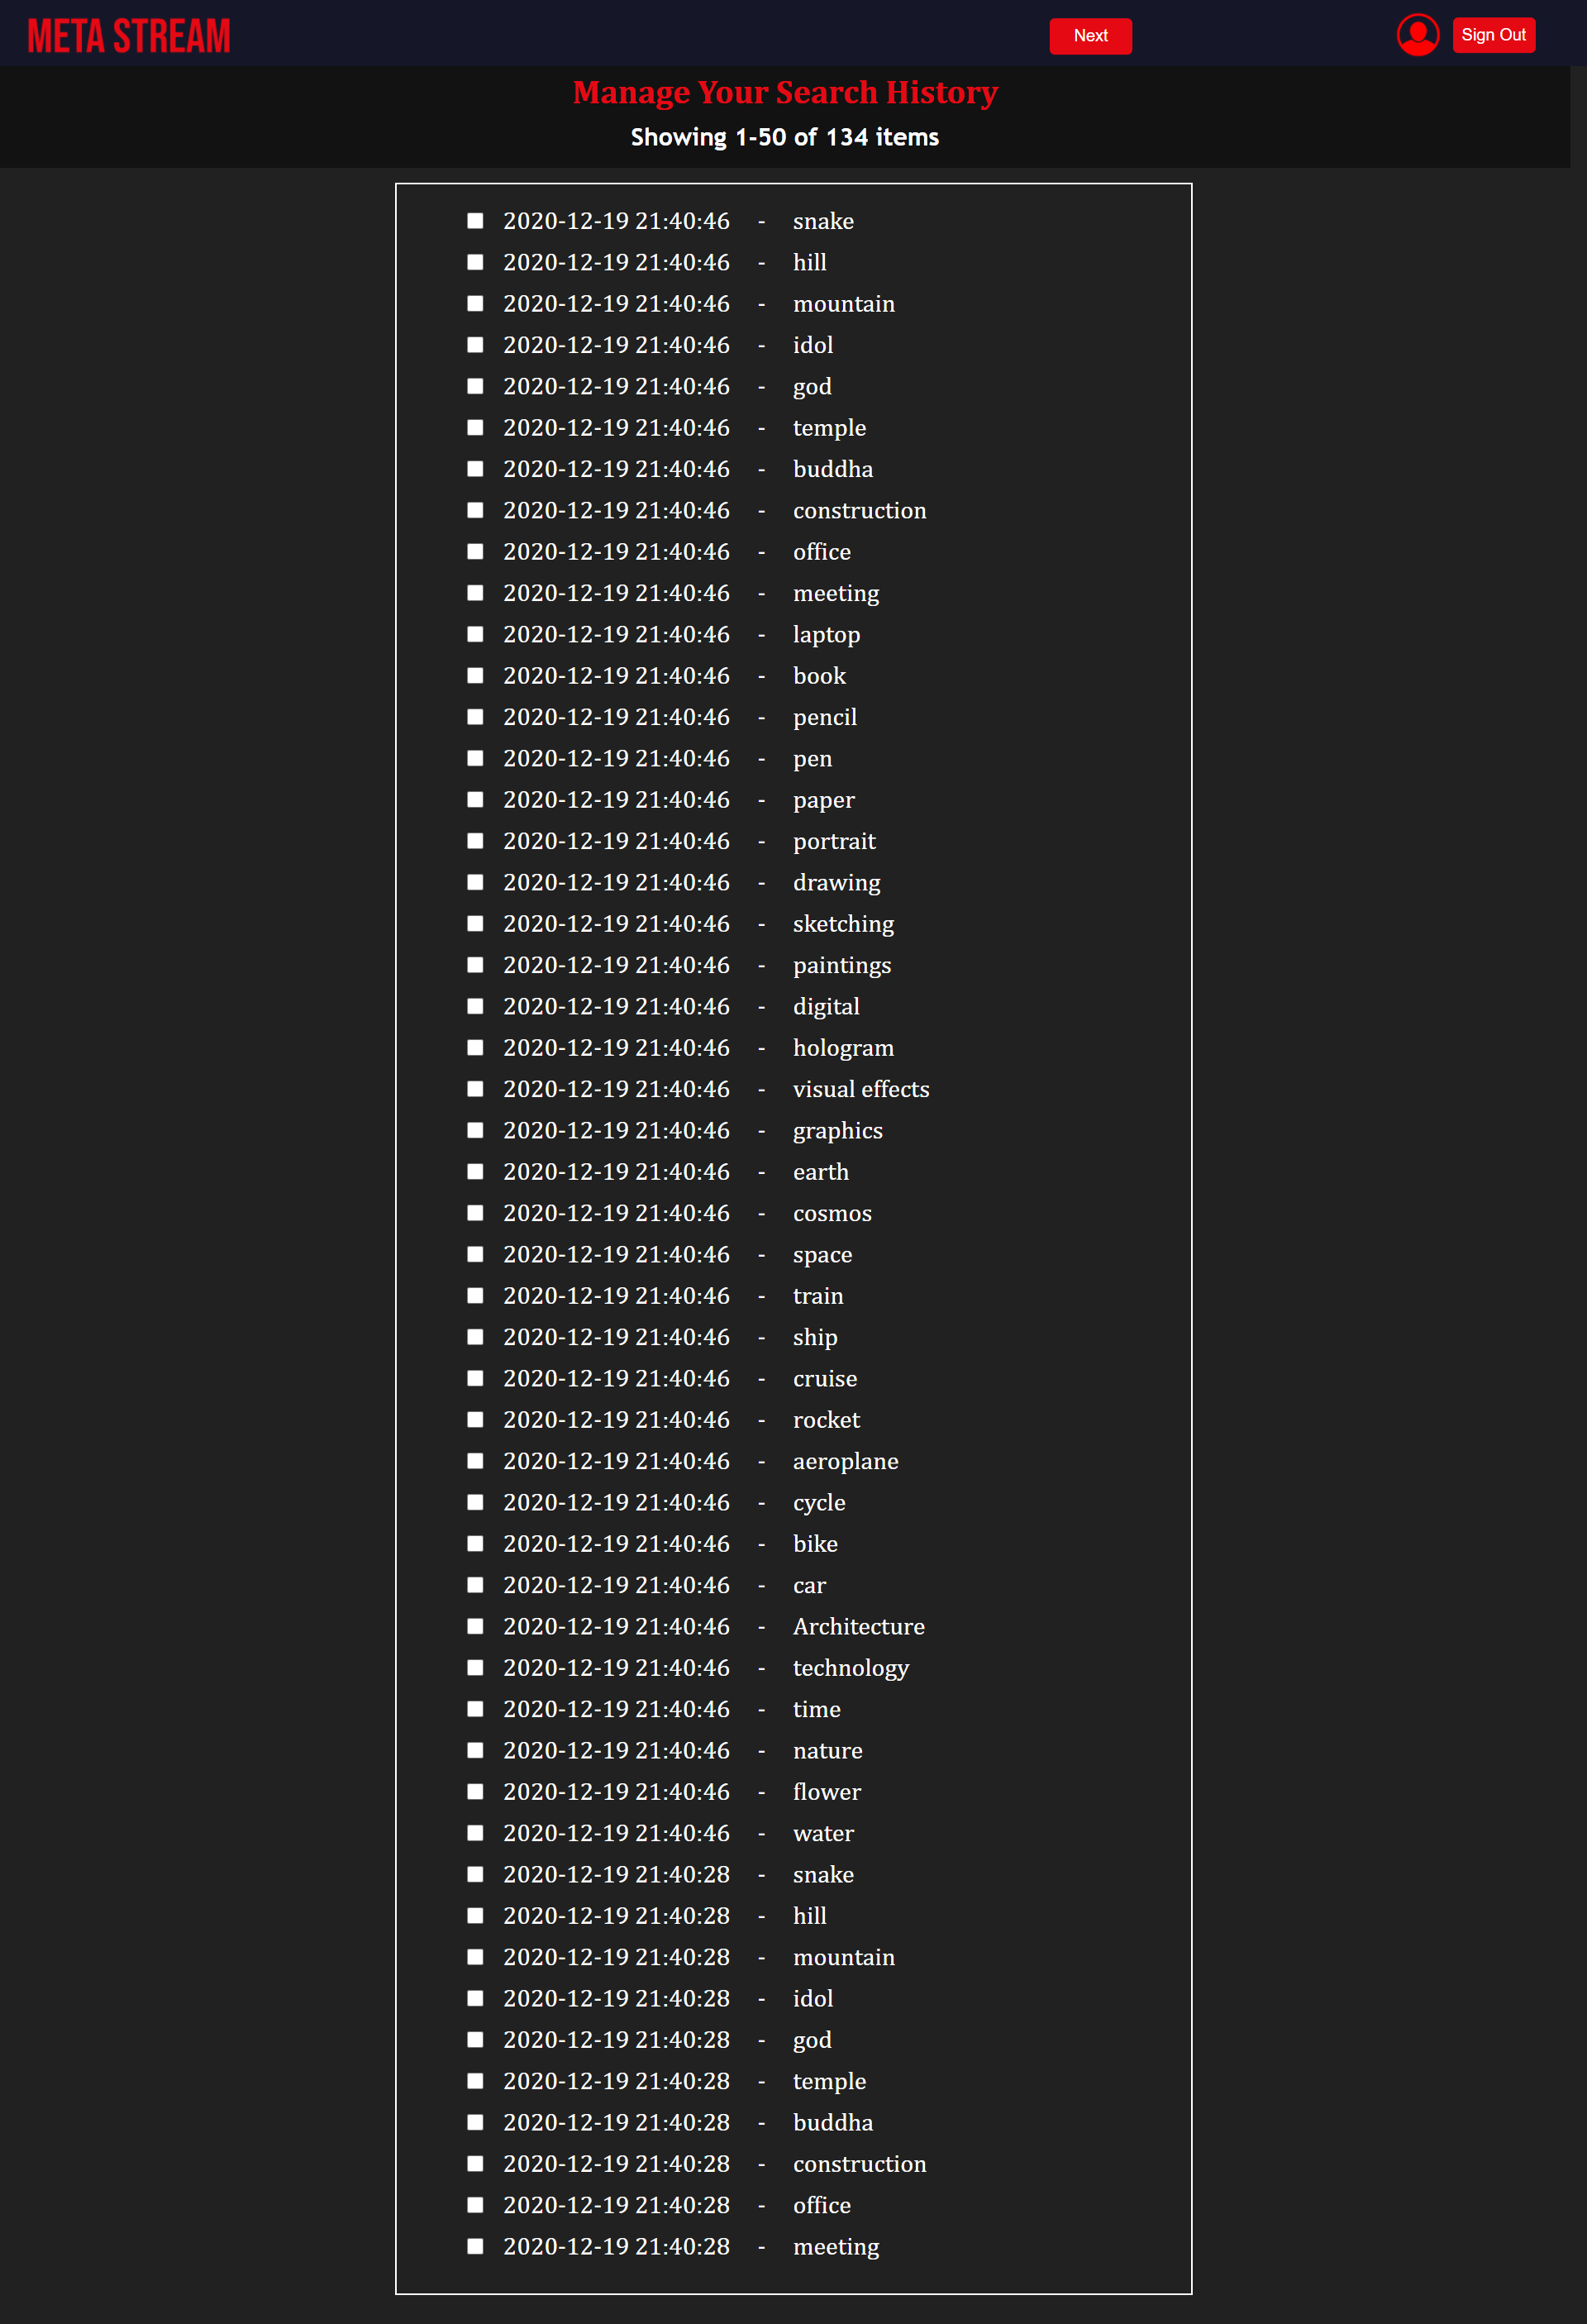 META STREAM Next Sign Out
Manage Your Search History
Showing 1-50 of 134 items
2020-12-19 21:40:46 - snake
2020-12-19 21:40:46 - hill
2020-12-19 21:40:46 - mountain
2020-12-19 21:40:46 - idol
2020-12-19 21:40:46 - god
2020-12-19 21:40:46 - temple
2020-12-19 21:40:46 - buddha
2020-12-19 21:40:46 - construction
2020-12-19 21:40:46 - office
2020-12-19 21:40:46 - meeting
2020-12-19 21:40:46 - laptop
2020-12-19 21:40:46 - book
2020-12-19 21:40:46 - pencil
2020-12-19 21:40:46 - pen
2020-12-19 21:40:46 - paper
2020-12-19 21:40:46 - portrait
2020-12-19 21:40:46 - drawing
2020-12-19 21:40:46 - sketching
2020-12-19 21:40:46 - paintings
2020-12-19 21:40:46 - digital
2020-12-19 21:40:46 - hologram
2020-12-19 21:40:46 - visual effects
2020-12-19 21:40:46 - graphics
2020-12-19 21:40:46 - earth
2020-12-19 21:40:46 - cosmos
2020-12-19 21:40:46 - space
2020-12-19 21:40:46 - train
2020-12-19 21:40:46 - ship
2020-12-19 21:40:46 - cruise
2020-12-19 21:40:46 - rocket
2020-12-19 21:40:46 - aeroplane
2020-12-19 21:40:46 - cycle
2020-12-19 21:40:46 - bike
2020-12-19 21:40:46 - car
2020-12-19 21:40:46 - Architecture
2020-12-19 21:40:46 - technology
2020-12-19 21:40:46 - time
2020-12-19 21:40:46 - nature
2020-12-19 21:40:46 - flower
2020-12-19 21:40:46 - water
2020-12-19 21:40:28 - snake
2020-12-19 21:40:28 - hill
2020-12-19 21:40:28 - mountain
2020-12-19 21:40:28 - idol
2020-12-19 21:40:28 - god
2020-12-19 21:40:28 - temple
2020-12-19 21:40:28 - buddha
2020-12-19 21:40:28 - construction
2020-12-19 21:40:28 - office
2020-12-19 21:40:28 - meeting